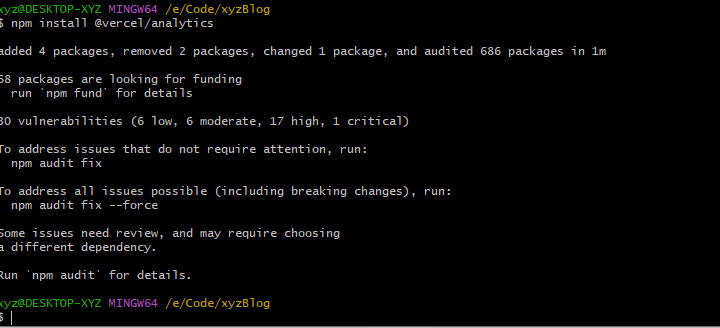 xyz@DESKTOP-XYZ MINGW64 /e/Code/xyzBlog
$ npm install @vercel/analytics
added 4 packages, removed 2 packages, changed 1 package, and audited 686 packages in 1m
68 packages are looking for funding
run `npm fund` for details
30 vulnerabilities (6 low, 6 moderate, 17 high, 1 critical)
To address issues that do not require attention, run:
npm audit fix
To address all issues possible (including breaking changes), run:
npm audit fix --force
Some issues need review, and may require choosing
a different dependency.
Run `npm audit` for details.
xyz@DESKTOP-XYZ MINGW64 /e/Code/xyzBlog
$